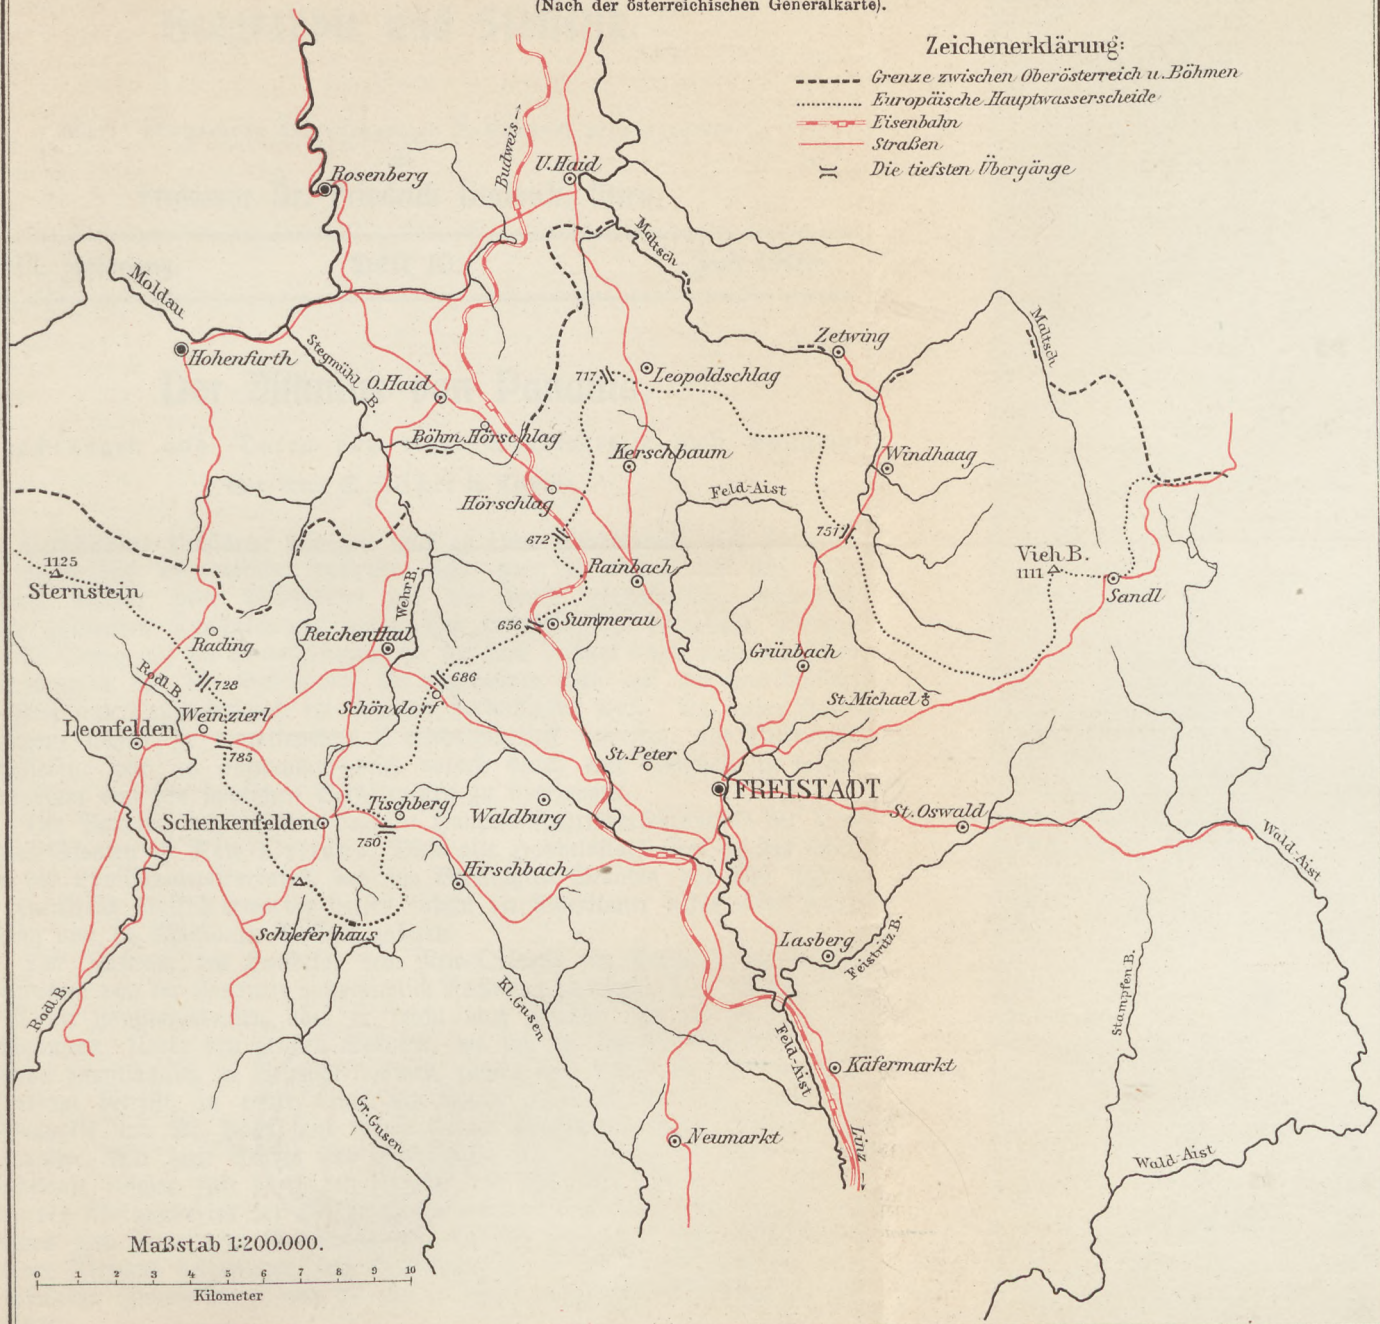 (Nach der österreichischen Generalkarte).
Zeichenerklärung:
Grenze zwischen Oberösterreich u. Böhmen
Europäische Hauptwasserscheide
Eisenbahn
Straßen
Die tiefsten Übergänge
Budweis
U. Haid
Rosenberg
Maltsch
Moldau
Maltsch
Zetwing
Hohenfurth
Stegmühl B.
O. Haid
717
Leopoldschlag
Böhm. Hörschlag
Kerschbaum
Windhaag
Hörschlag
Feld-Aist
751
672
Vieh B.
1111
1125
Sternstein
Rainbach
Sandl
Wehr B.
656
Summerau
Rading
Reichenthal
Grünbach
Rodl B.
728
686
St. Michael
Schöndorf
Weinzierl
Leonfelden
785
St. Peter
FREISTADT
Tischberg
Waldburg
St. Oswald
Schenkenfelden
750
Wald-Aist
Hirschbach
Schieferhaus
Lasberg
Feistritz B.
Rodl B.
Kl. Gusen
Stampfen B.
Feld-Aist
Käfermarkt
Gr. Gusen
Neumarkt
Linz
Wald-Aist
Maßstab 1:200.000.
0 1 2 3 4 5 6 7 8 9 10
Kilometer